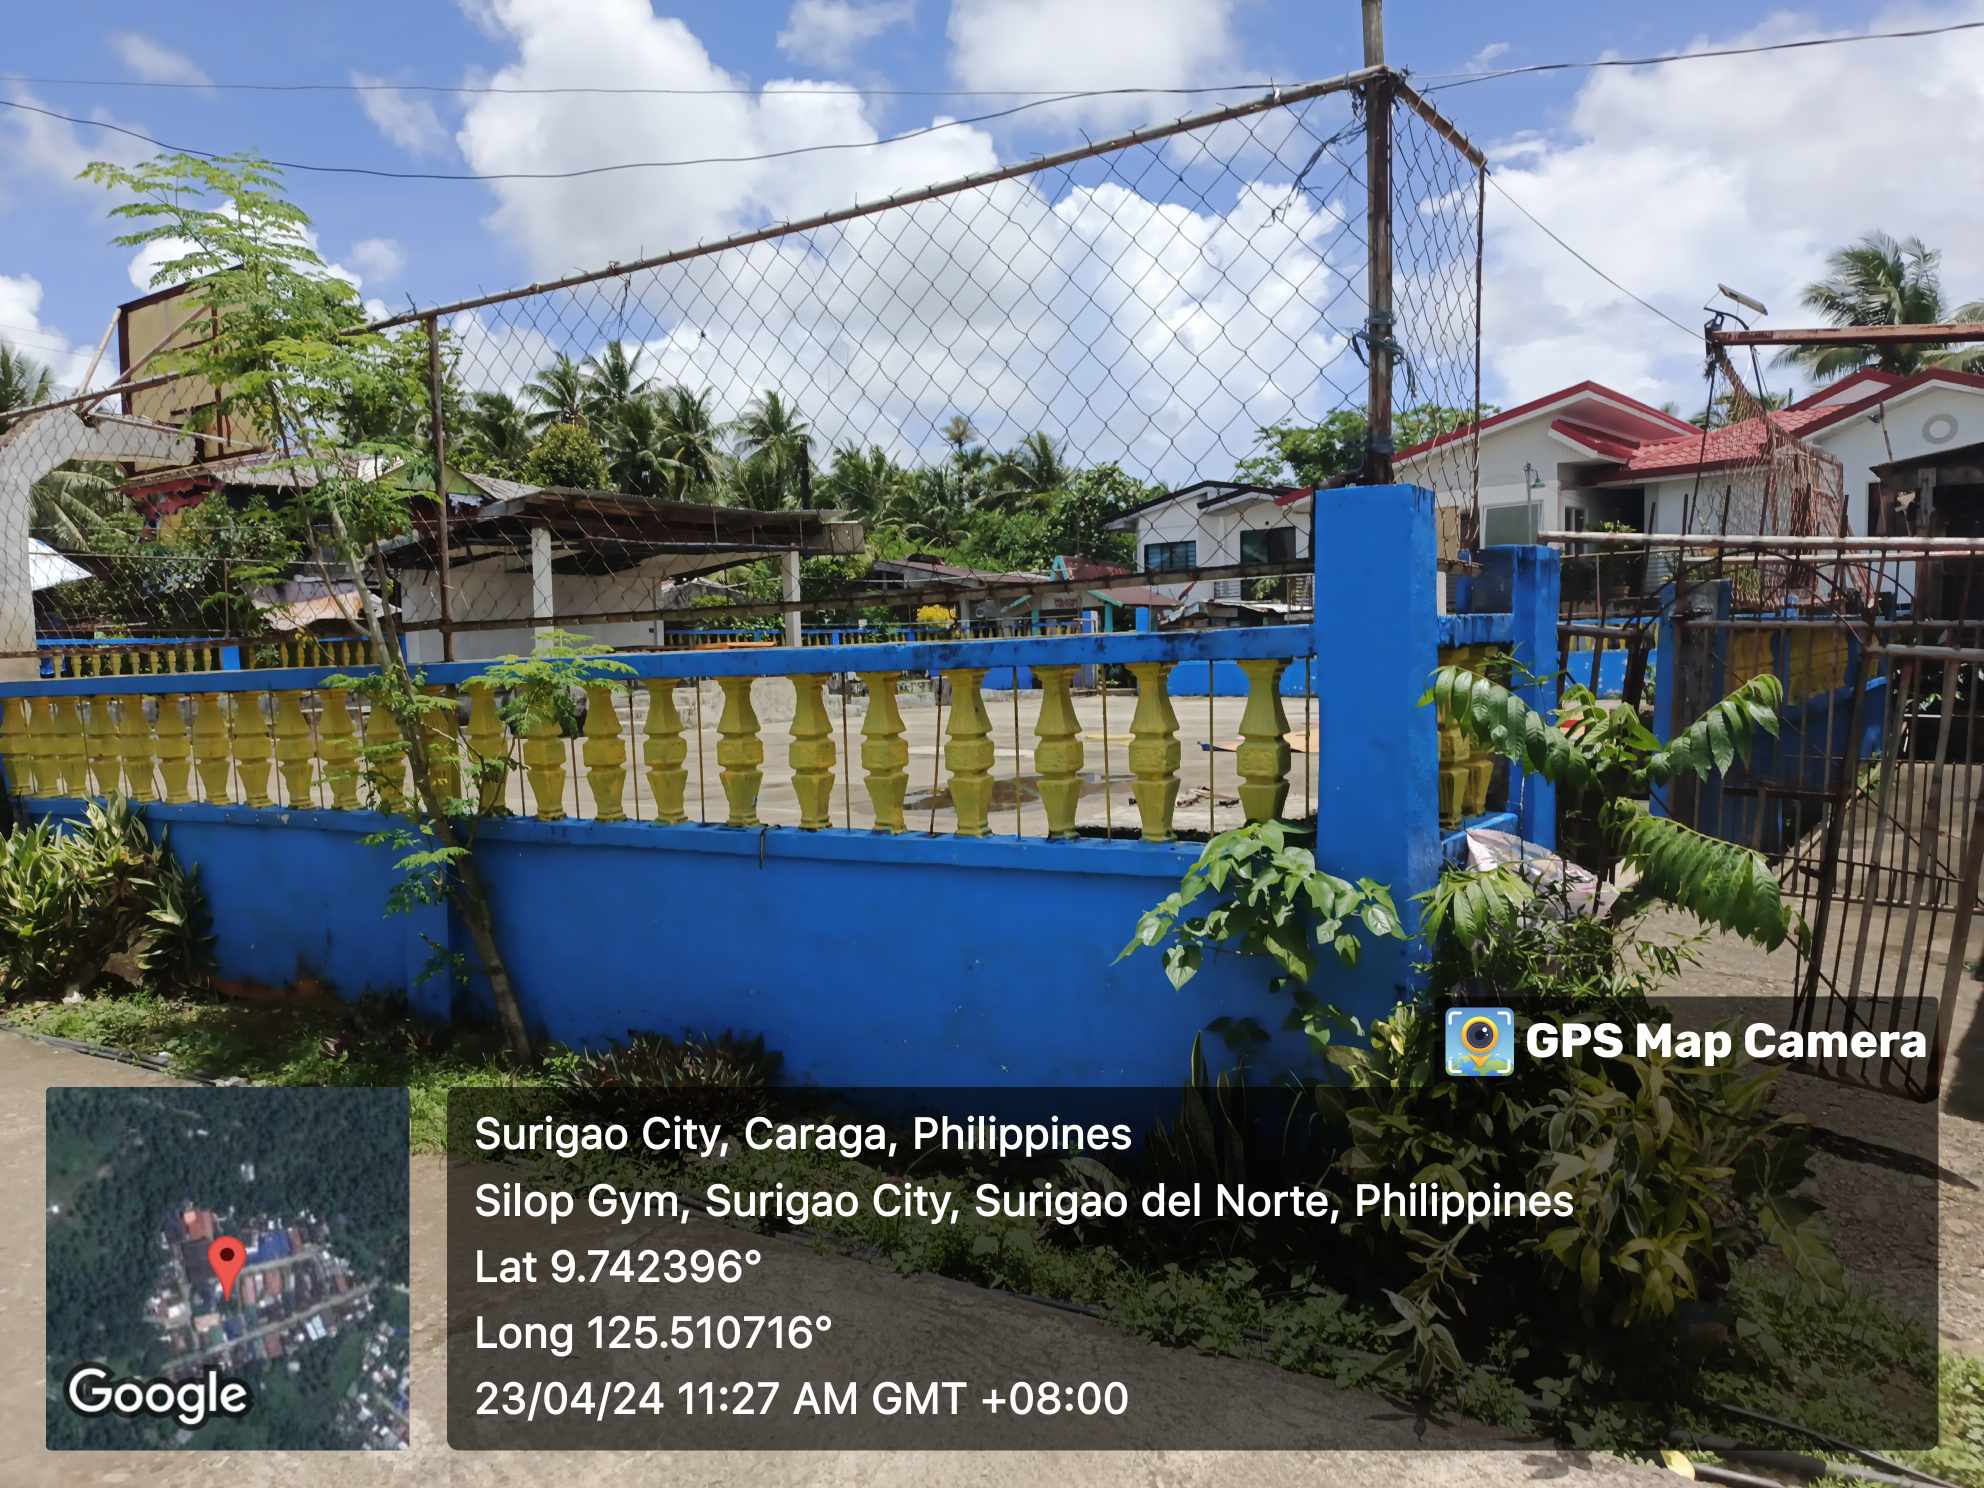 GPS Map Camera
Surigao City, Caraga, Philippines
Silop Gym, Surigao City, Surigao del Norte, Philippines
Lat 9.742396°
Long 125.510716°
23/04/24 11:27 AM GMT +08:00
Google